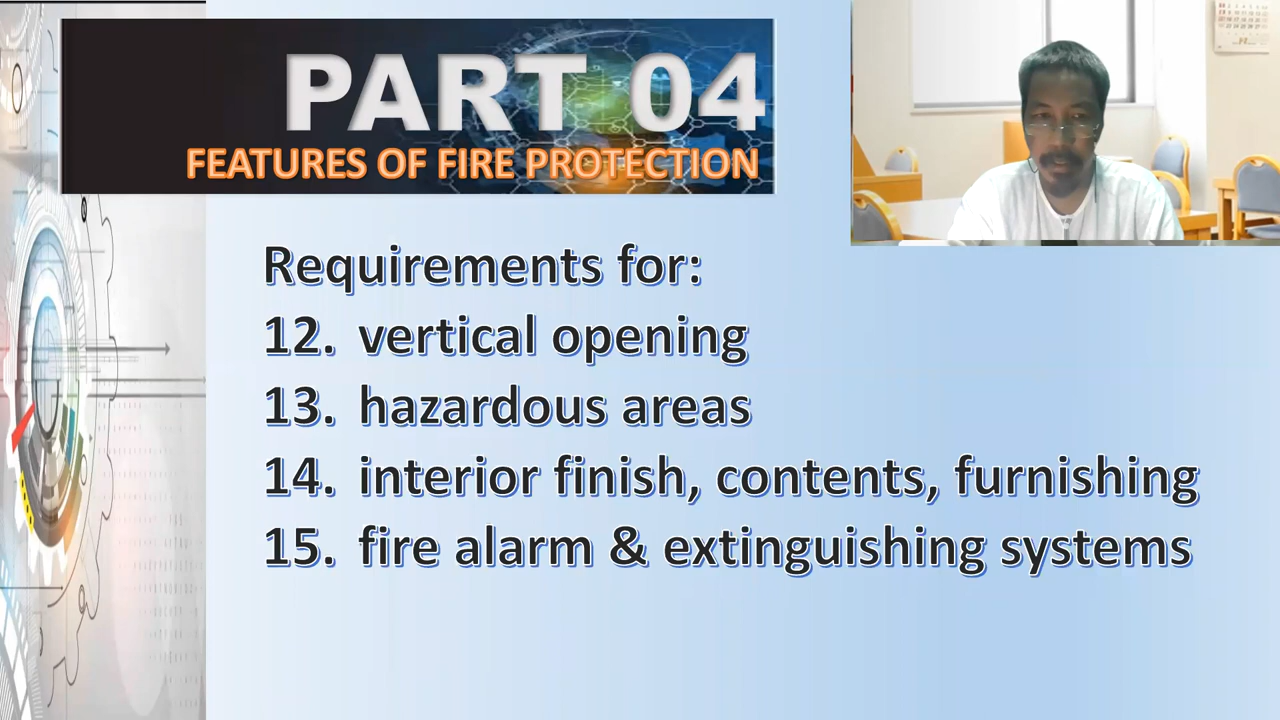 PART 04
FEATURES OF FIRE PROTECTION
Requirements for:
12. vertical opening
13. hazardous areas
14. interior finish, contents, furnishing
15. fire alarm & extinguishing systems